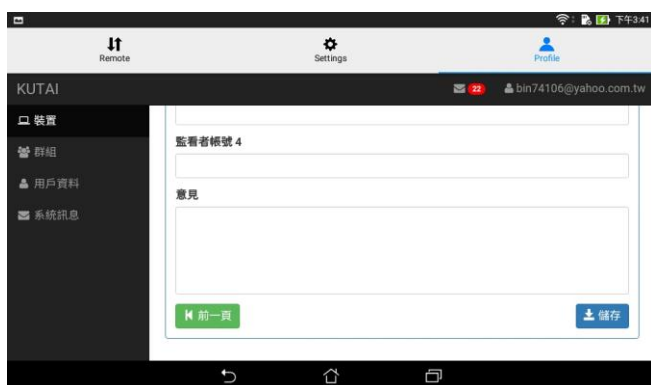 下午3:41
Remote
Settings
Profile
KUTAI
22
bin74106@yahoo.com.tw
裝置
群組
用戶資料
系統訊息
監看者帳號 4
意見
前一頁
儲存